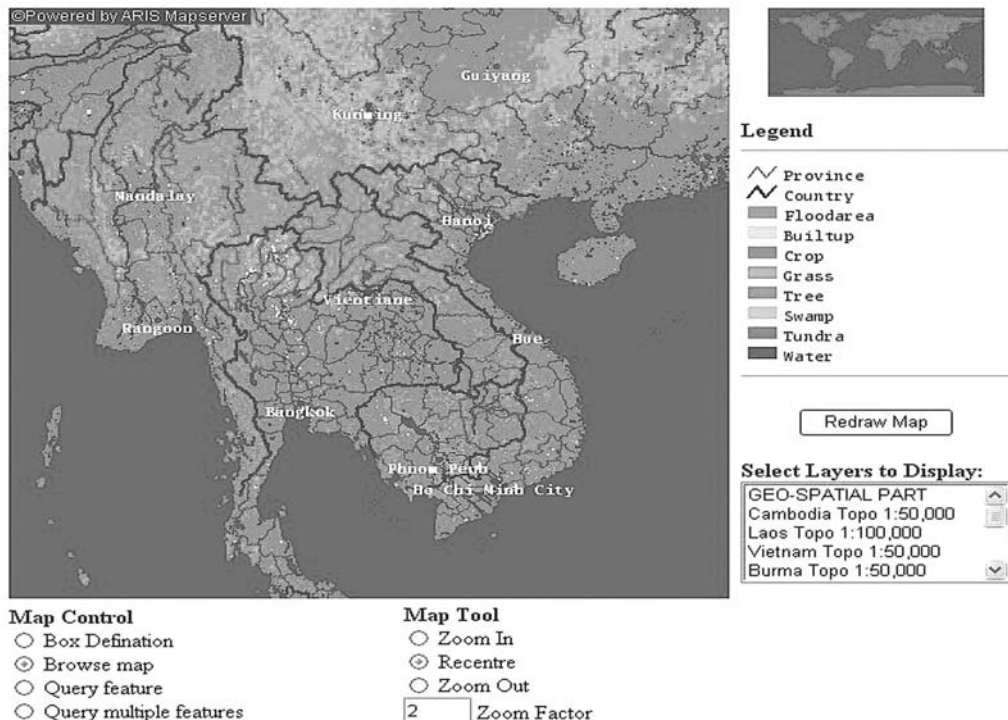 ©Powered by ARIS Mapserver
Guiyang
Kunming
Mandalay
Hanoi
Vientiane
Rangoon
Hue
Bangkok
Phnom Penh
Ho Chi Minh City
Legend
Province
Country
Floodarea
Builtup
Crop
Grass
Tree
Swamp
Tundra
Water
Redraw Map
Select Layers to Display:
GEO-SPATIAL PART
Cambodia Topo 1:50,000
Laos Topo 1:100,000
Vietnam Topo 1:50,000
Burma Topo 1:50,000
Map Control
Box Defination
Browse map
Query feature
Query multiple features
Map Tool
Zoom In
Recentre
Zoom Out
2 Zoom Factor